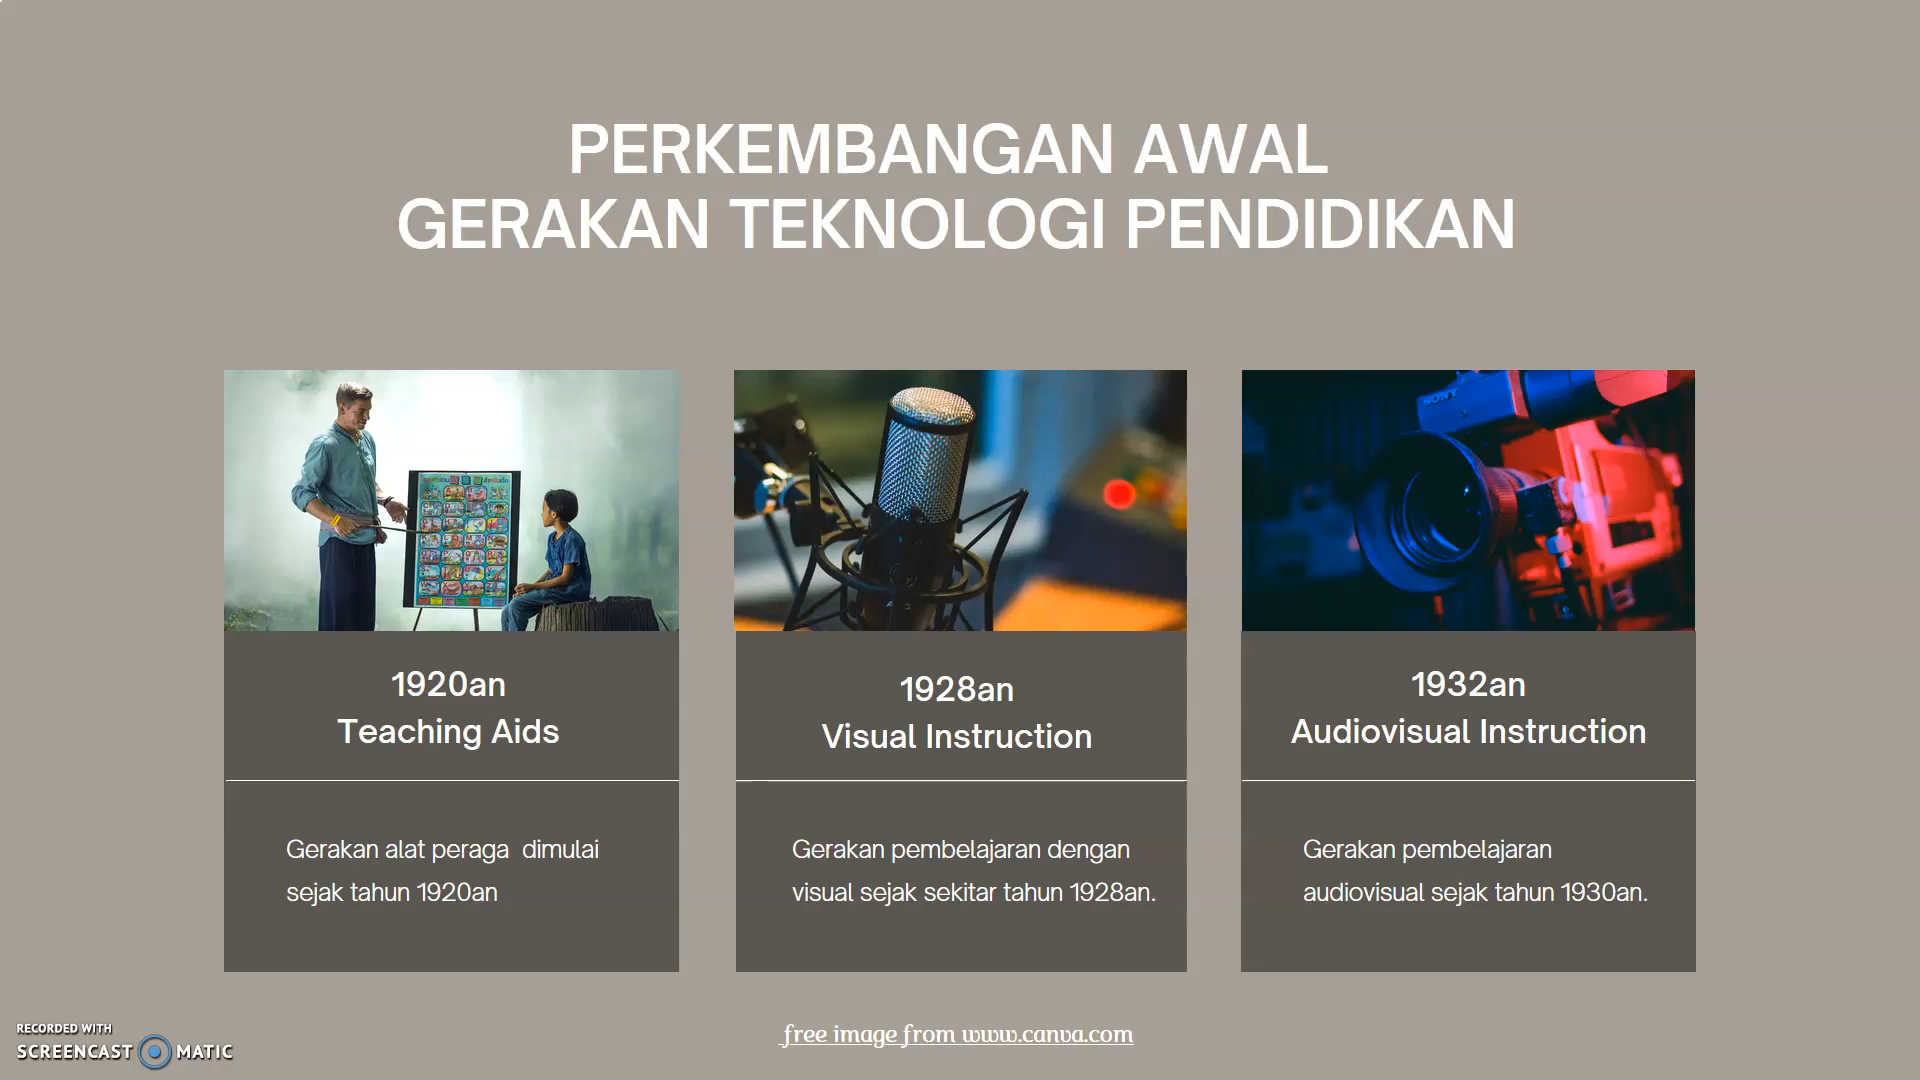 PERKEMBANGAN AWAL
GERAKAN TEKNOLOGI PENDIDIKAN
SONY
1920an
Teaching Aids
Gerakan alat peraga dimulai
sejak tahun 1920an
1928an
Visual Instruction
Gerakan pembelajaran dengan
visual sejak sekitar tahun 1928an.
1932an
Audiovisual Instruction
Gerakan pembelajaran
audiovisual sejak tahun 1930an.
free image from www.canva.com
RECORDED WITH
SCREENCAST MATIC